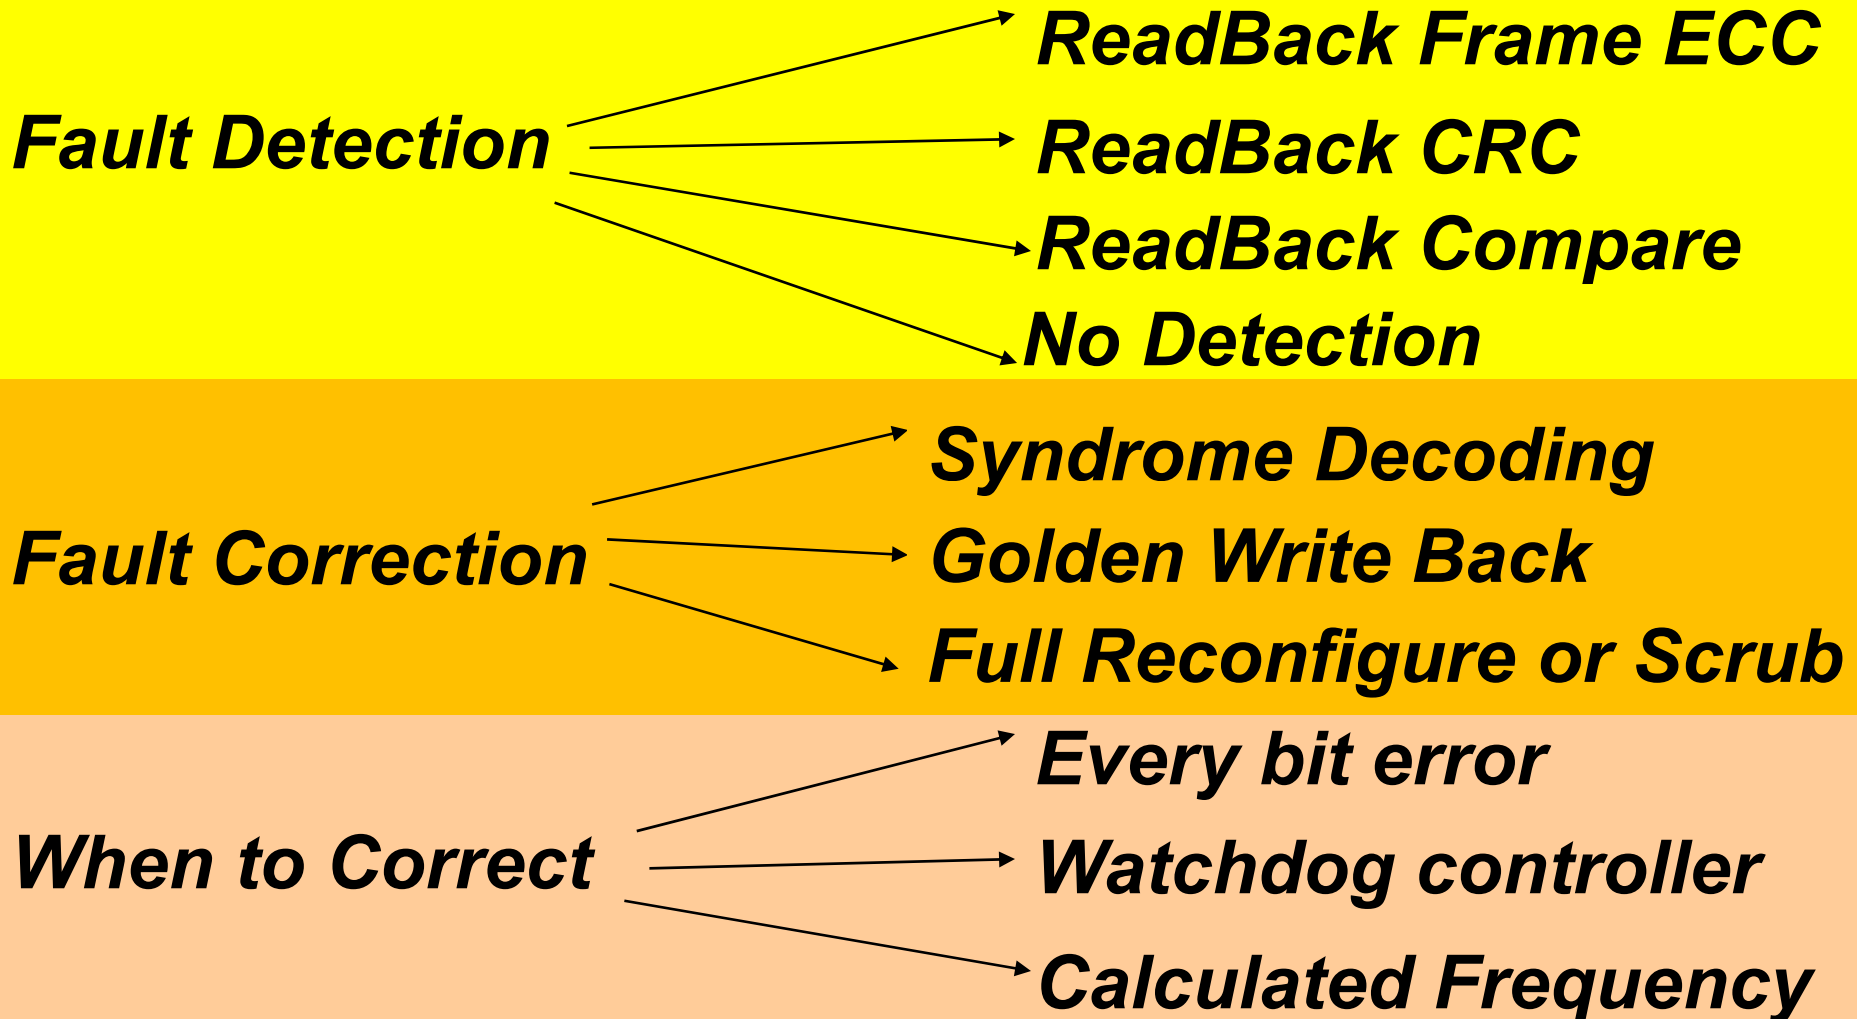 Fault Detection
ReadBack Frame ECC
ReadBack CRC
ReadBack Compare
No Detection
Fault Correction
Syndrome Decoding
Golden Write Back
Full Reconfigure or Scrub
When to Correct
Every bit error
Watchdog controller
Calculated Frequency